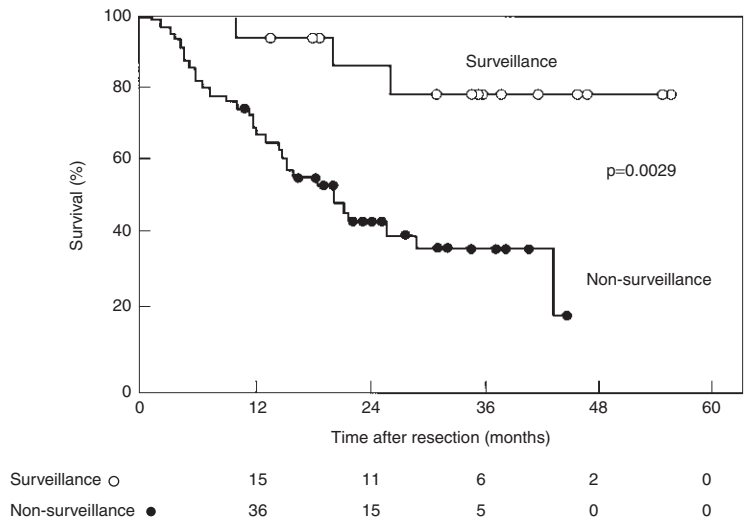 100
80
60
40
20
0
Survival (%)
Surveillance
p=0.0029
Non-surveillance
0 12 24 36 48 60
Time after resection (months)
Surveillance 15 11 6 2 0
Non-surveillance 36 15 5 0 0